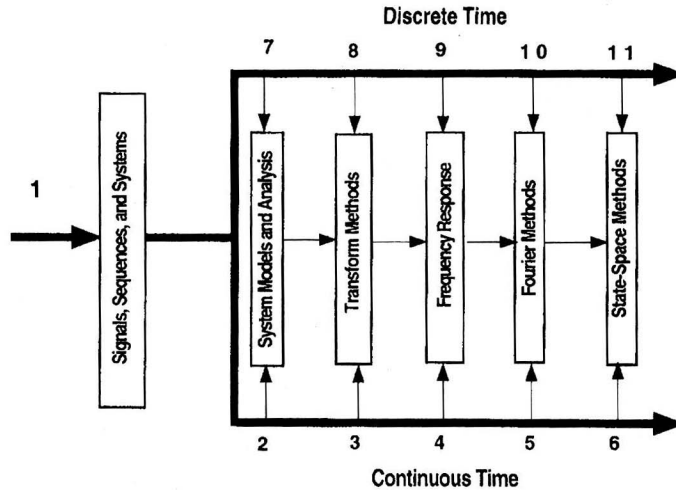 Discrete Time
7 8 9 10 11
1
Signals, Sequences, and Systems
System Models and Analysis
Transform Methods
Frequency Response
Fourier Methods
State-Space Methods
2 3 4 5 6
Continuous Time